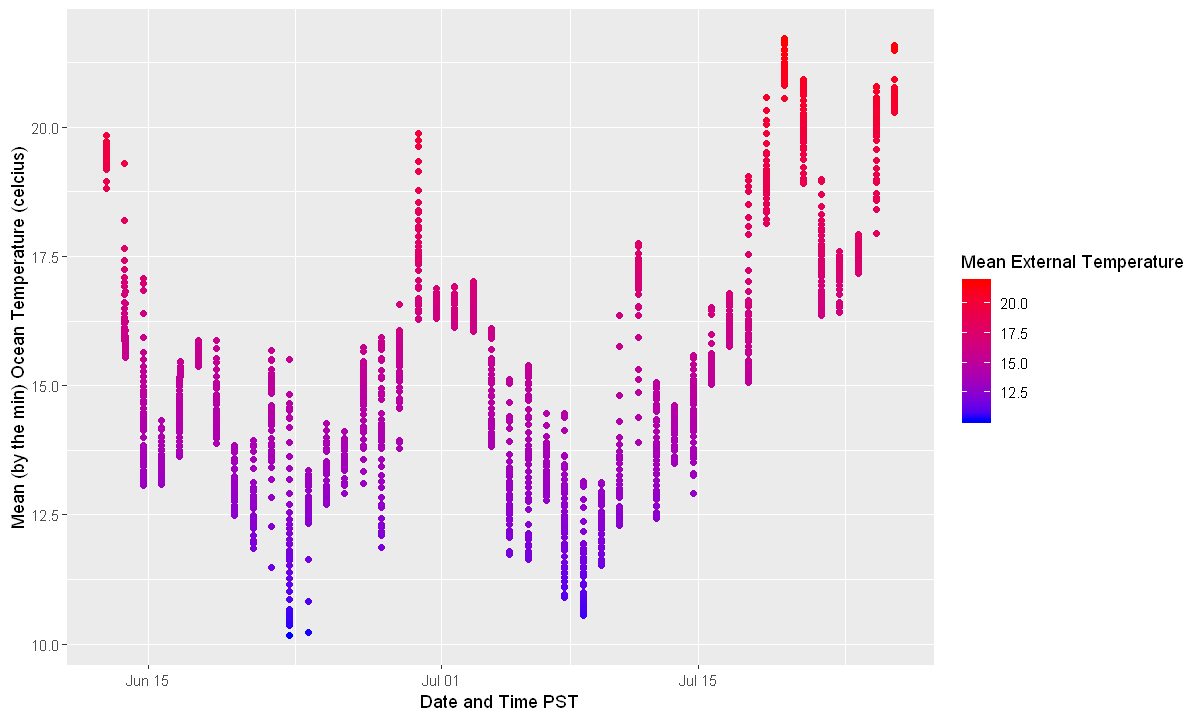 Mean (by the min) Ocean Temperature (celcius)
20.0
17.5
15.0
12.5
10.0
Jun 15
Jul 01
Jul 15
Date and Time PST
Mean External Temperature
20.0
17.5
15.0
12.5